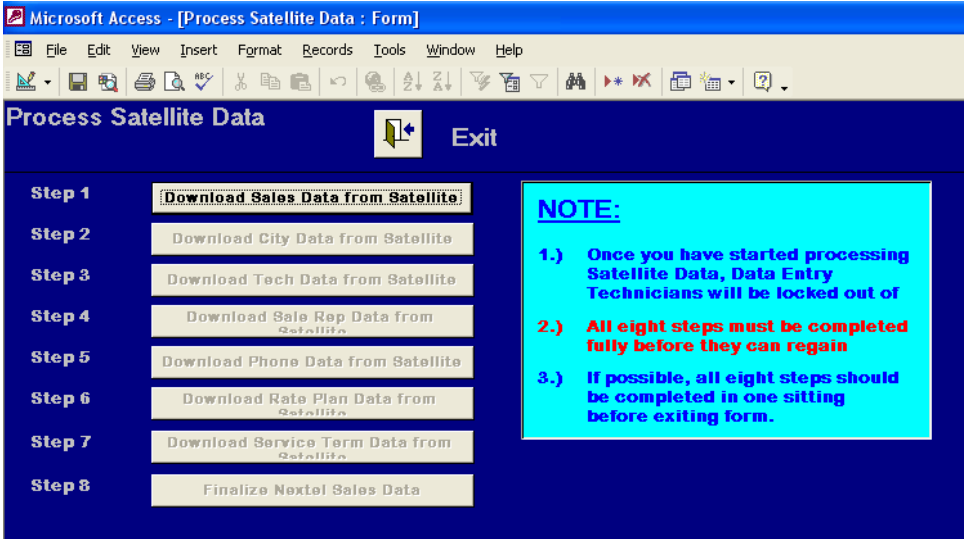 Microsoft Access - [Process Satellite Data : Form]
File Edit View Insert Format Records Tools Window Help
Process Satellite Data
Exit
Step 1 Download Sales Data from Satellite
Step 2 Download City Data from Satellite
Step 3 Download Tech Data from Satellite
Step 4 Download Sale Rep Data from
Satellite
Step 5 Download Phone Data from Satellite
Step 6 Download Rate Plan Data from
Satellite
Step 7 Download Service Term Data from
Satellite
Step 8 Finalize Nextel Sales Data
NOTE:
1.) Once you have started processing
Satellite Data, Data Entry
Technicians will be locked out of
2.) All eight steps must be completed
fully before they can regain
3.) If possible, all eight steps should
be completed in one sitting
before exiting form.